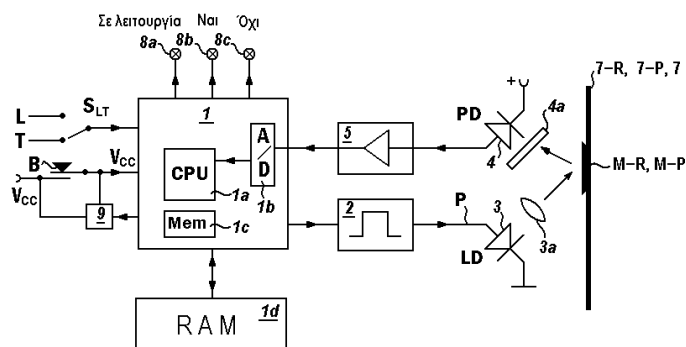 Σε λειτουργία Ναι Όχι
8a 8b 8c
7–R, 7–P, 7
L
S_LT
T
B
V_CC
V_CC
9
1
CPU
1a
A
D
1b
Mem
1c
5
2
+
PD
4a
4
M–R, M–P
P
3
LD
3a
RAM
1d